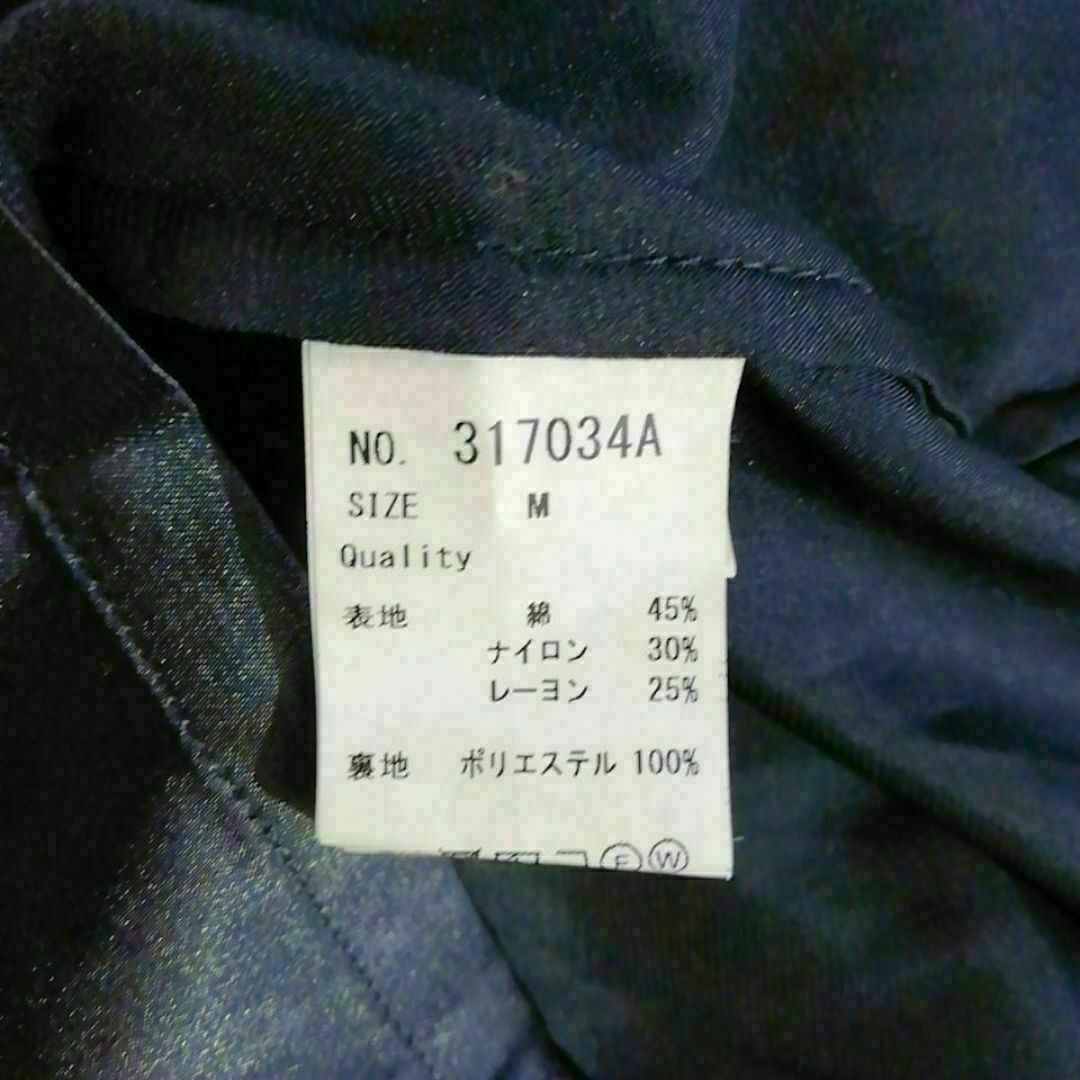 NO. 317034A
SIZE M
Quality
表地 綿 45%
ナイロン 30%
レーヨン 25%
裏地 ポリエステル 100%
F W